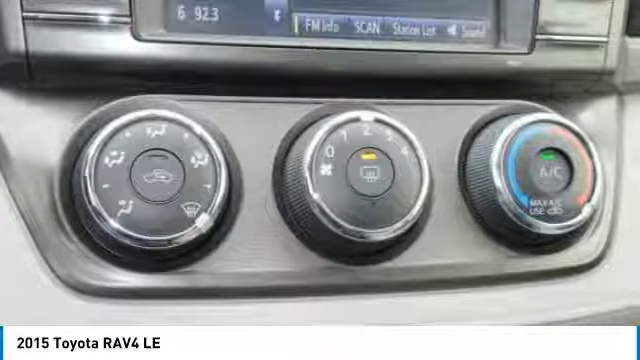 6 92.3
FM Info SCAN Station List Sound
0 1 2 3 4
A/C
MAX A/C
USE
2015 Toyota RAV4 LE